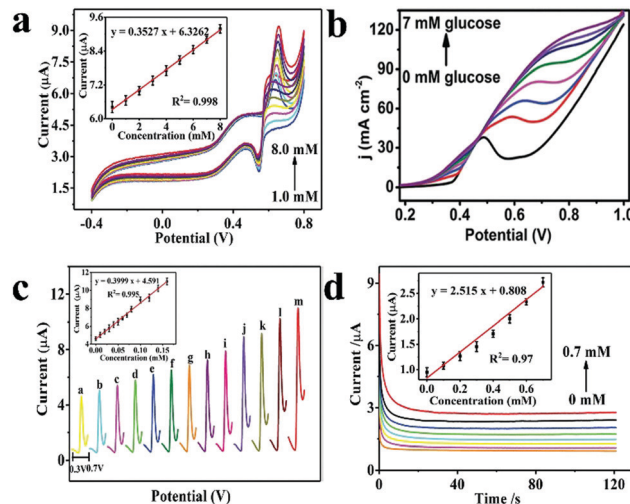 a
y = 0.3527 x + 6.3262
R²= 0.998
Current (µA)
9.6
8.4
7.2
6.0
0 2 4 6 8
Concentration (mM)
Current (µA)
9.0
7.5
6.0
4.5
3.0
1.5
8.0 mM
1.0 mM
-0.4 0.0 0.4 0.8
Potential (V)
b
7 mM glucose
0 mM glucose
j (mA cm⁻²)
120
90
60
30
0
0.2 0.4 0.6 0.8 1.0
Potential (V)
c
y = 0.3999 x + 4.591
R²= 0.995
Current (µA)
12
10
8
6
4
0.00 0.05 0.10 0.15
Concentration (mM)
Current (µA)
12
8
4
0
a b c d e f g h i j k l m
0.3V 0.7V
Potential (V)
d
y = 2.515 x + 0.808
R²= 0.97
Current (µA)
2.5
2.0
1.5
1.0
0.0 0.2 0.4 0.6
Concentration (mM)
Current /µA
9
6
3
0
0.7 mM
0 mM
0 40 80 120
Time /s